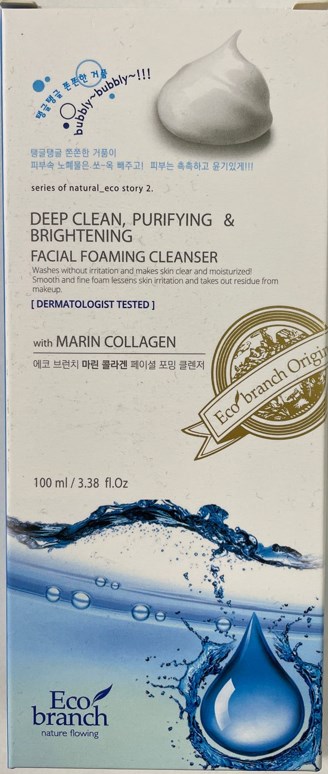 탱글탱글 쫀쫀한 거품
bubbly~bubbly~!!!
탱글탱글 쫀쫀한 거품이
피부속 노폐물은 쏘-옥 빼주고! 피부는 촉촉하고 윤기있게!!!
series of natural_eco story 2.
DEEP CLEAN, PURIFYING &
BRIGHTENING
FACIAL FOAMING CLEANSER
Washes without irritation and makes skin clear and moisturized!
Smooth and fine foam lessens skin irritation and takes out residue from
makeup.
[ DERMATOLOGIST TESTED ]
with MARIN COLLAGEN
에코 브런치 마린 콜라겐 페이셜 포밍 클렌저
Eco branch Origin
100 ml / 3.38 fl.Oz
Eco
branch
nature flowing